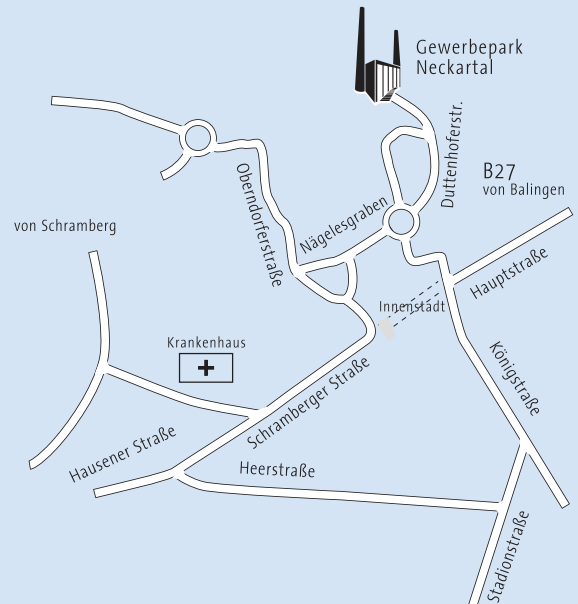 Gewerbepark
Neckartal
Duttenhoferstr.
B27
von Balingen
Oberndorferstraße
Nägelesgraben
von Schramberg
Hauptstraße
Innenstadt
Krankenhaus
Königstraße
Schramberger Straße
Hausener Straße
Heerstraße
Stadionstraße